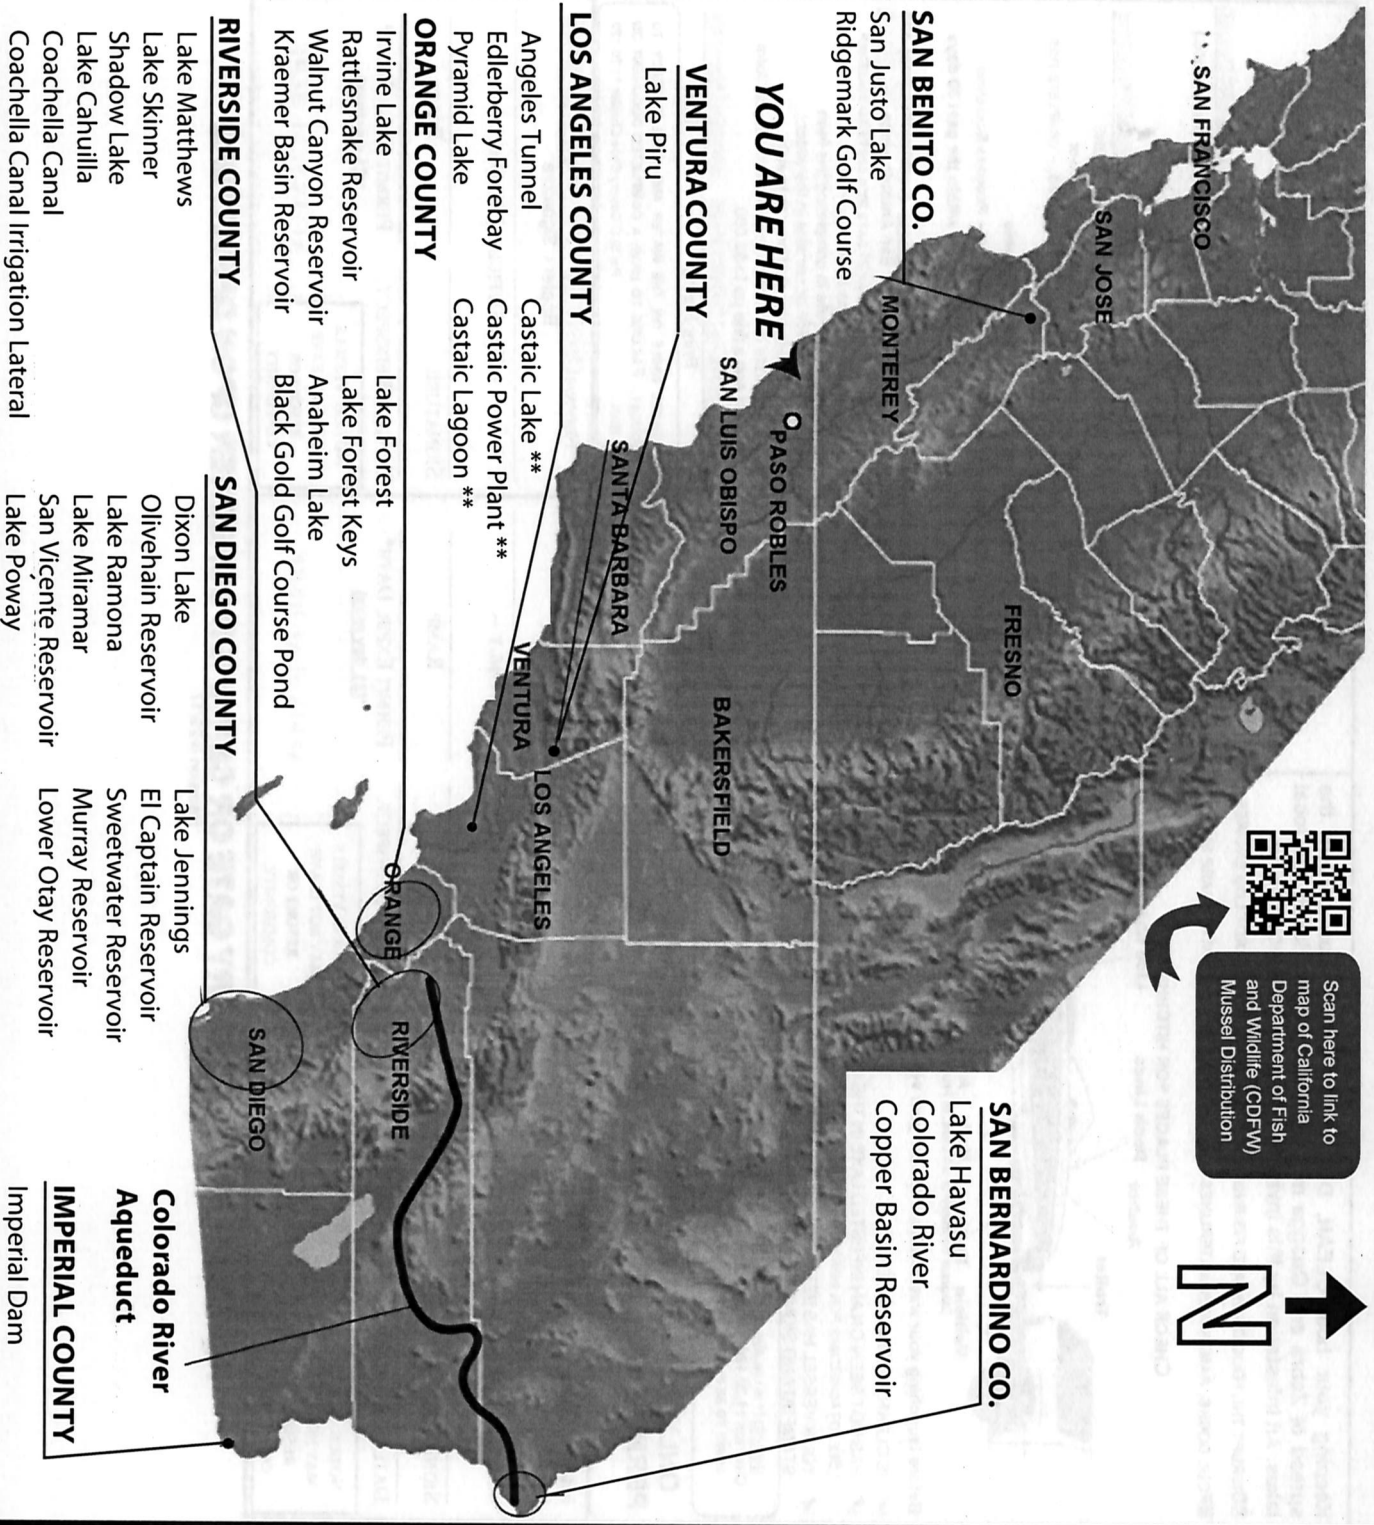 SAN FRANCISCO
SAN JOSE
MONTEREY
FRESNO
PASO ROBLES
SAN LUIS OBISPO
BAKERSFIELD
SANTA BARBARA
VENTURA
LOS ANGELES
ORANGE
RIVERSIDE
SAN DIEGO
Scan here to link to
map of California
Department of Fish
and Wildlife (CDFW)
Mussel Distribution
N
SAN BENITO CO.
San Justo Lake
Ridgemark Golf Course
YOU ARE HERE
VENTURA COUNTY
Lake Piru
LOS ANGELES COUNTY
Angeles Tunnel
Edlerberry Forebay
Pyramid Lake
Castaic Lake **
Castaic Power Plant **
Castaic Lagoon **
ORANGE COUNTY
Irvine Lake
Rattlesnake Reservoir
Walnut Canyon Reservoir
Kraemer Basin Reservoir
Lake Forest
Lake Forest Keys
Anaheim Lake
Black Gold Golf Course Pond
RIVERSIDE COUNTY
Lake Matthews
Lake Skinner
Shadow Lake
Lake Cahuilla
Coachella Canal
Coachella Canal Irrigation Lateral
SAN DIEGO COUNTY
Dixon Lake
Olivehain Reservoir
Lake Ramona
Lake Miramar
San Vicente Reservoir
Lake Poway
Lake Jennings
El Captain Reservoir
Sweetwater Reservoir
Murray Reservoir
Lower Otay Reservoir
SAN BERNARDINO CO.
Lake Havasu
Colorado River
Copper Basin Reservoir
Colorado River
Aqueduct
IMPERIAL COUNTY
Imperial Dam